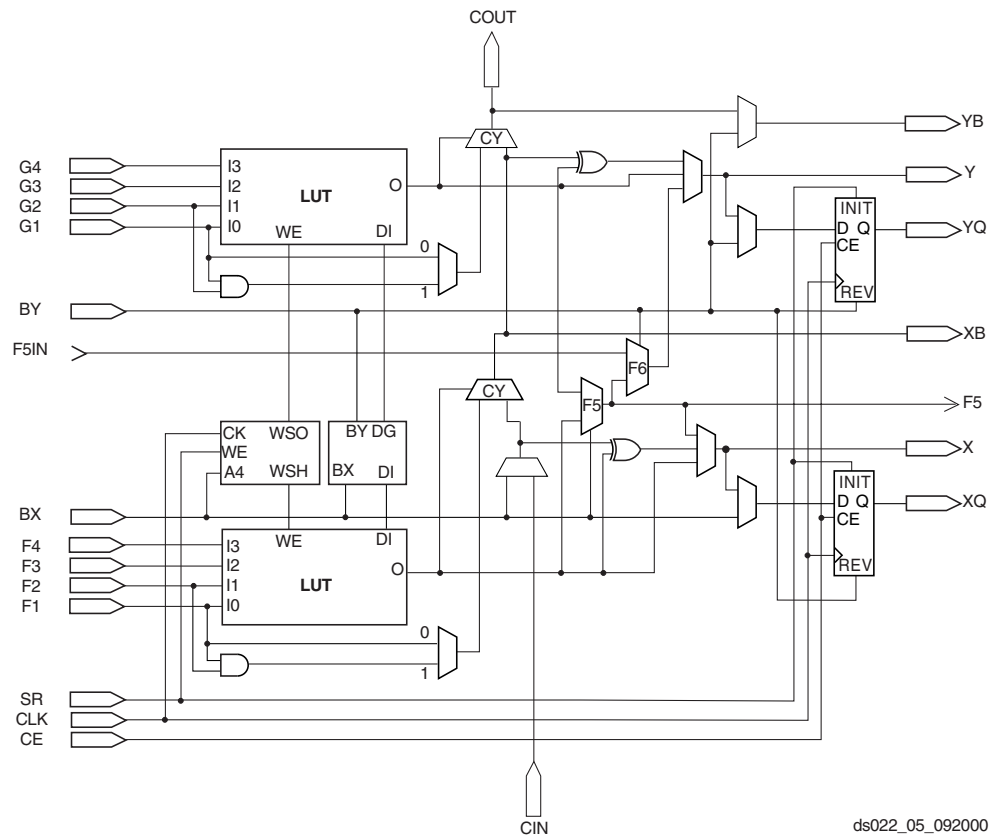 COUT
YB
CY
G4
G3
G2
G1
I3
I2
I1
I0
LUT
O
WE
DI
Y
INIT
D Q
CE
REV
YQ
0
1
BY
XB
F5IN
F6
CY
F5
F5
CK
WSO
WE
A4
WSH
BY DG
BX
DI
X
INIT
D Q
CE
REV
XQ
BX
F4
F3
F2
F1
I3
I2
I1
I0
WE
DI
LUT
O
0
1
SR
CLK
CE
CIN
ds022_05_092000